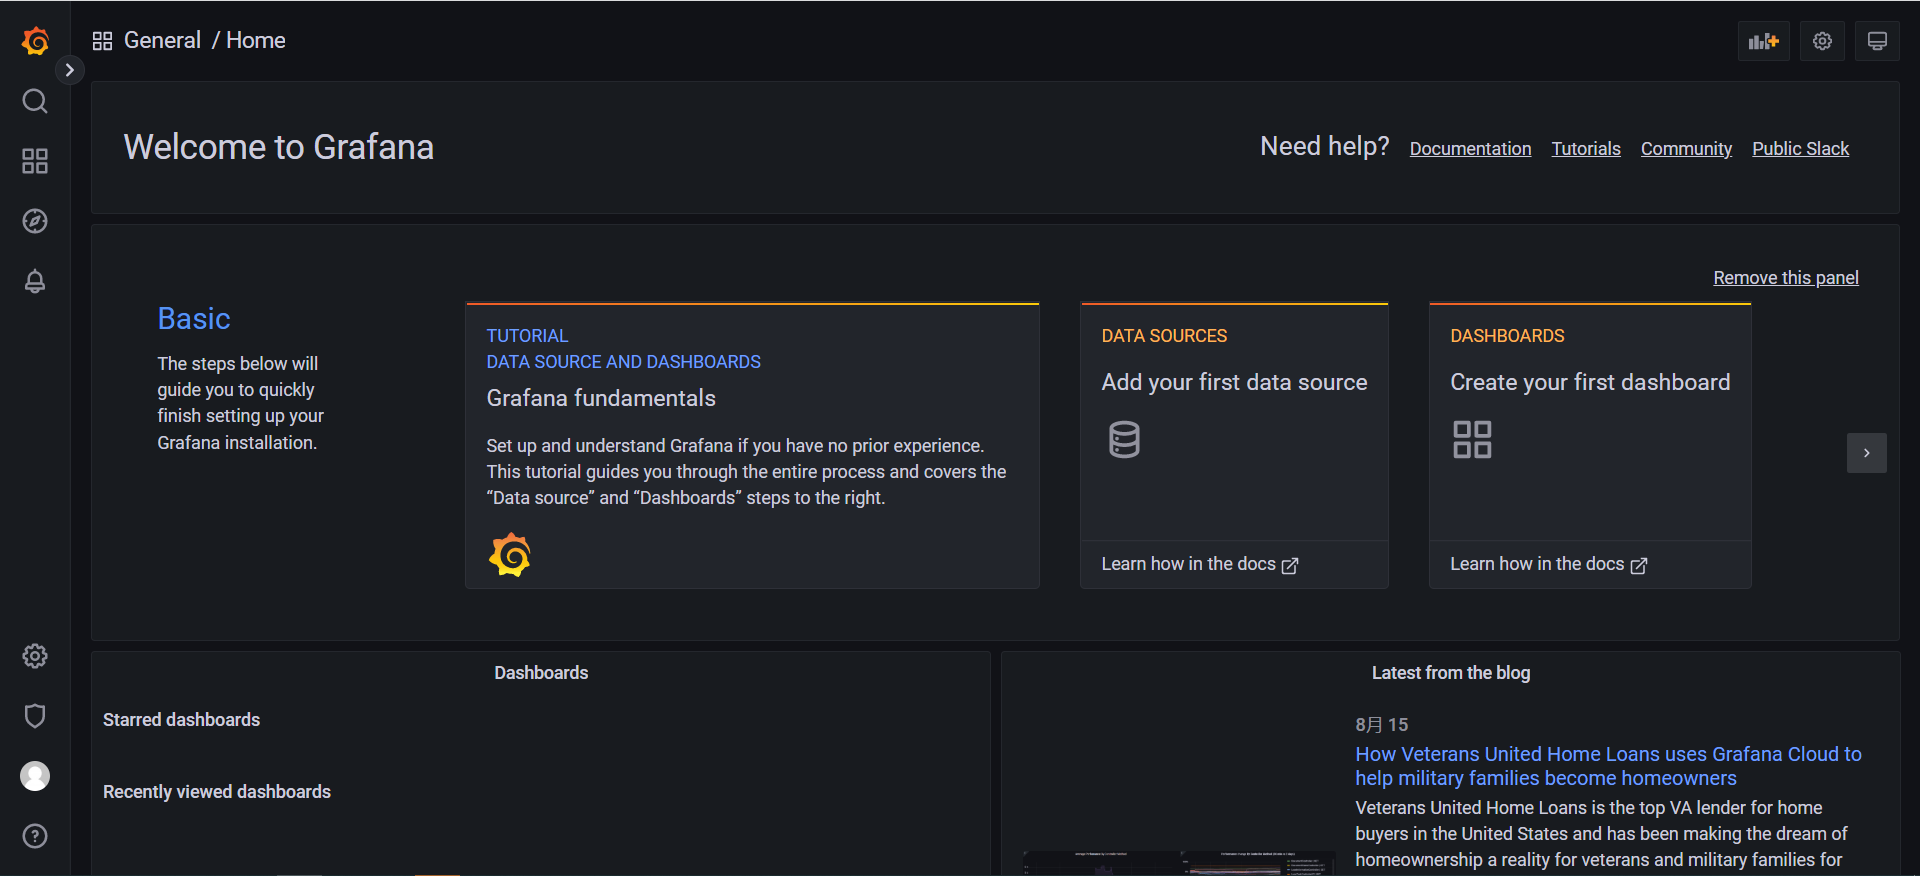 General / Home
Welcome to Grafana
Need help? Documentation Tutorials Community Public Slack
Remove this panel
Basic
The steps below will
guide you to quickly
finish setting up your
Grafana installation.
TUTORIAL
DATA SOURCE AND DASHBOARDS
Grafana fundamentals
Set up and understand Grafana if you have no prior experience.
This tutorial guides you through the entire process and covers the
“Data source” and “Dashboards” steps to the right.
DATA SOURCES
Add your first data source
Learn how in the docs
DASHBOARDS
Create your first dashboard
Learn how in the docs
Dashboards
Starred dashboards
Recently viewed dashboards
Latest from the blog
8月 15
How Veterans United Home Loans uses Grafana Cloud to
help military families become homeowners
Veterans United Home Loans is the top VA lender for home
buyers in the United States and has been making the dream of
homeownership a reality for veterans and military families for